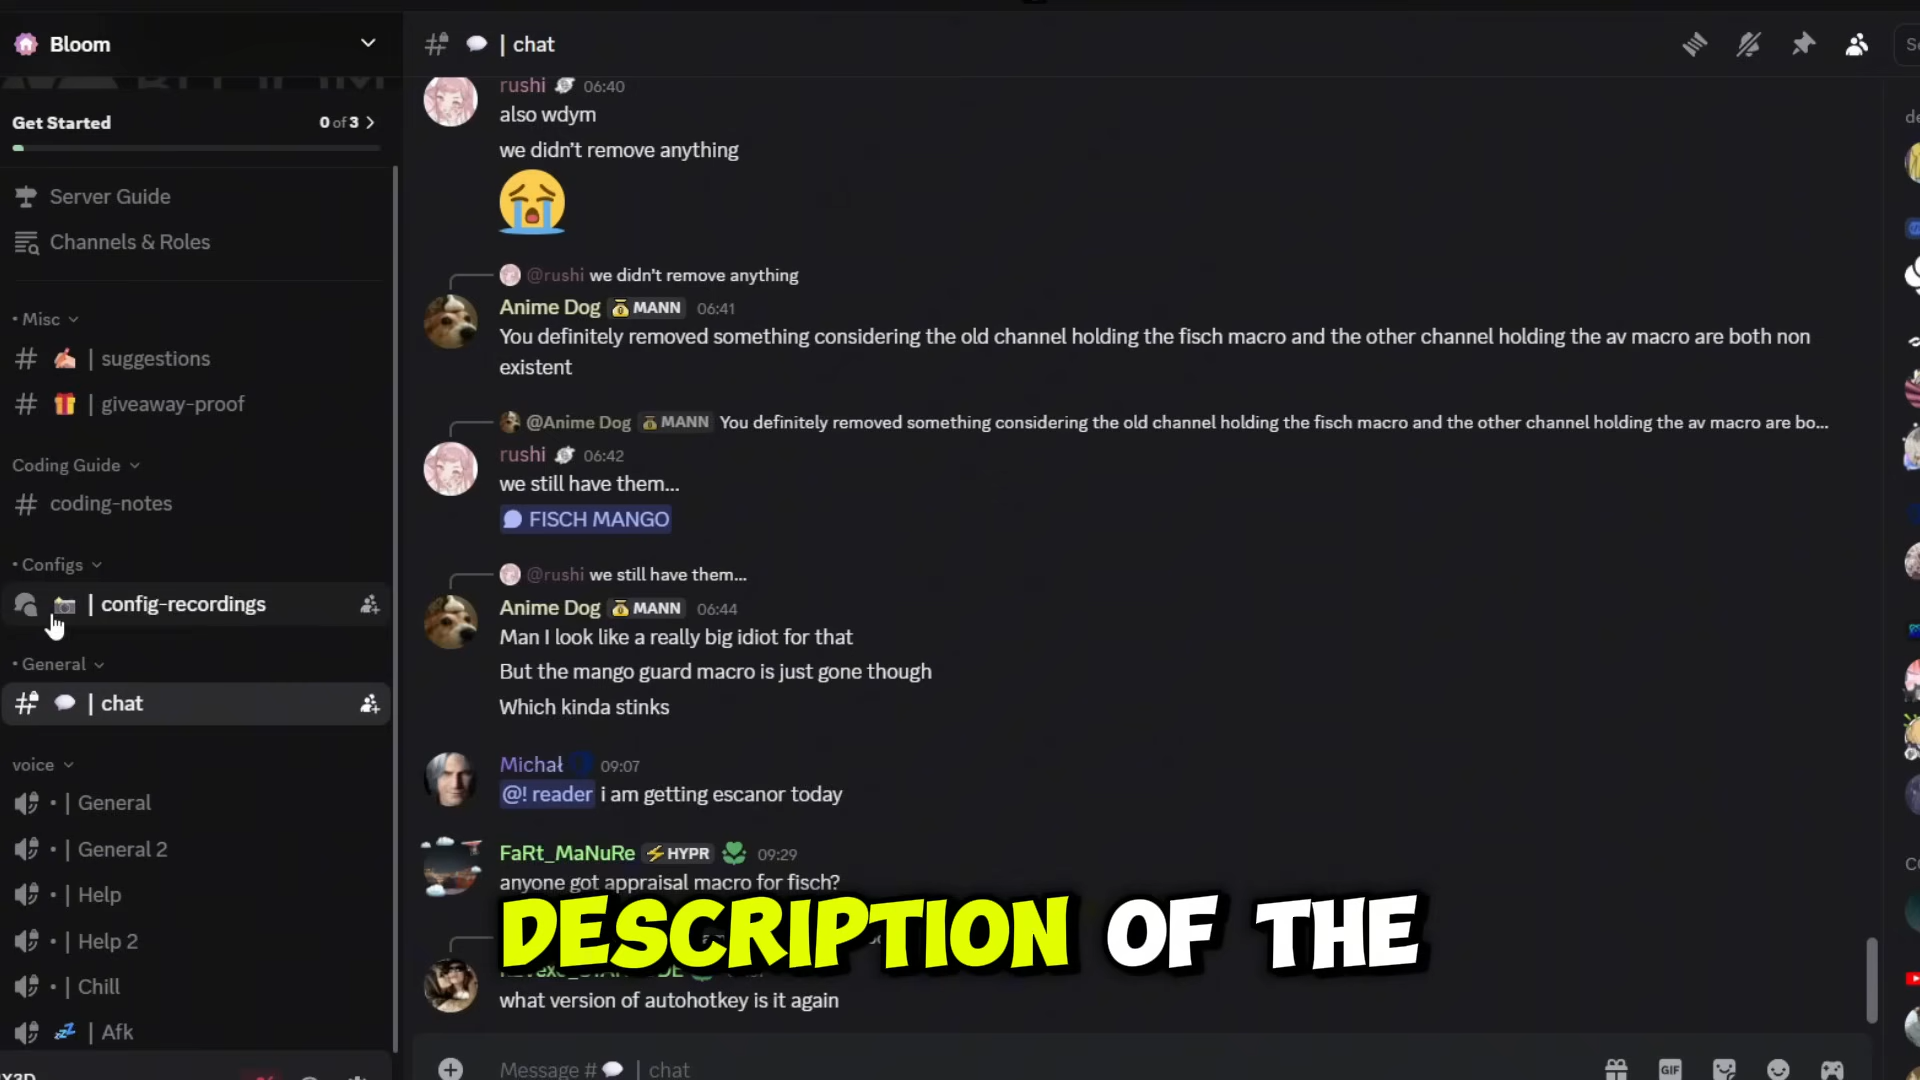 Bloom
Get Started
0 of 3
Server Guide
Channels & Roles
• Misc
suggestions
giveaway-proof
Coding Guide
coding-notes
• Configs
| config-recordings
• General
| chat
voice
• | General
• | General 2
• | Help
• | Help 2
• | Chill
| Afk
| chat
rushi 06:40
also wdym
we didn't remove anything
@rushi we didn't remove anything
Anime Dog MANN 06:41
You definitely removed something considering the old channel holding the fisch macro and the other channel holding the av macro are both non
existent
@Anime Dog MANN You definitely removed something considering the old channel holding the fisch macro and the other channel holding the av macro are bo...
rushi 06:42
we still have them...
FISCH MANGO
@rushi we still have them...
Anime Dog MANN 06:44
Man I look like a really big idiot for that
But the mango guard macro is just gone though
Which kinda stinks
Michał 09:07
@! reader i am getting escanor today
FaRt_MaNuRe HYPR 09:29
anyone got appraisal macro for fisch?
DESCRIPTION OF THE
what version of autohotkey is it again
Message # | chat
GIF